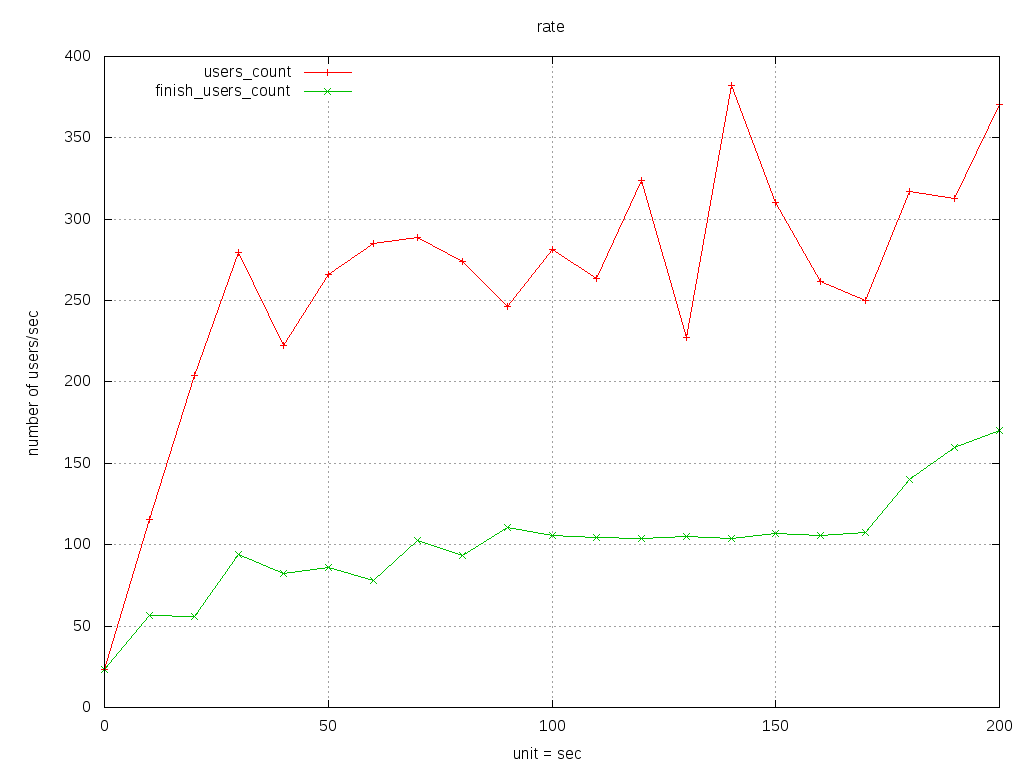 rate
400
users_count
finish_users_count
350
300
250
200
150
100
50
0
number of users/sec
0 50 100 150 200
unit = sec